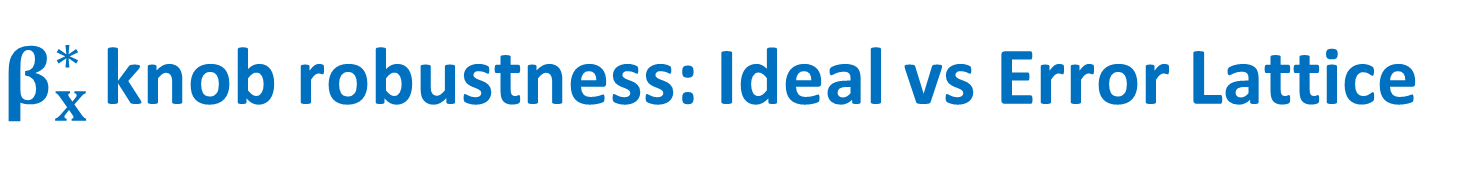 β*x knob robustness: Ideal vs Error Lattice